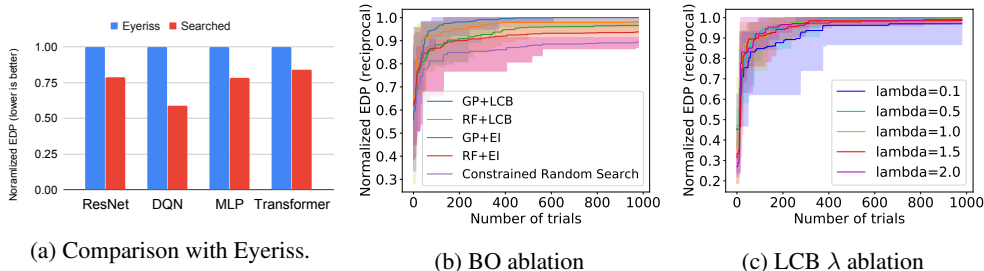 Eyeriss Searched
Noramlized EDP (lower is better)
1.00
0.75
0.50
0.25
0.00
ResNet DQN MLP Transformer
(a) Comparison with Eyeriss.
Normalized EDP (reciprocal)
1.0
0.9
0.8
0.7
0.6
0.5
0.4
0.3
GP+LCB
RF+LCB
GP+EI
RF+EI
Constrained Random Search
0 200 400 600 800 1000
Number of trials
(b) BO ablation
Normalized EDP (reciprocal)
1.0
0.9
0.8
0.7
0.6
0.5
0.4
0.3
0.2
lambda=0.1
lambda=0.5
lambda=1.0
lambda=1.5
lambda=2.0
0 200 400 600 800 1000
Number of trials
(c) LCB λ ablation